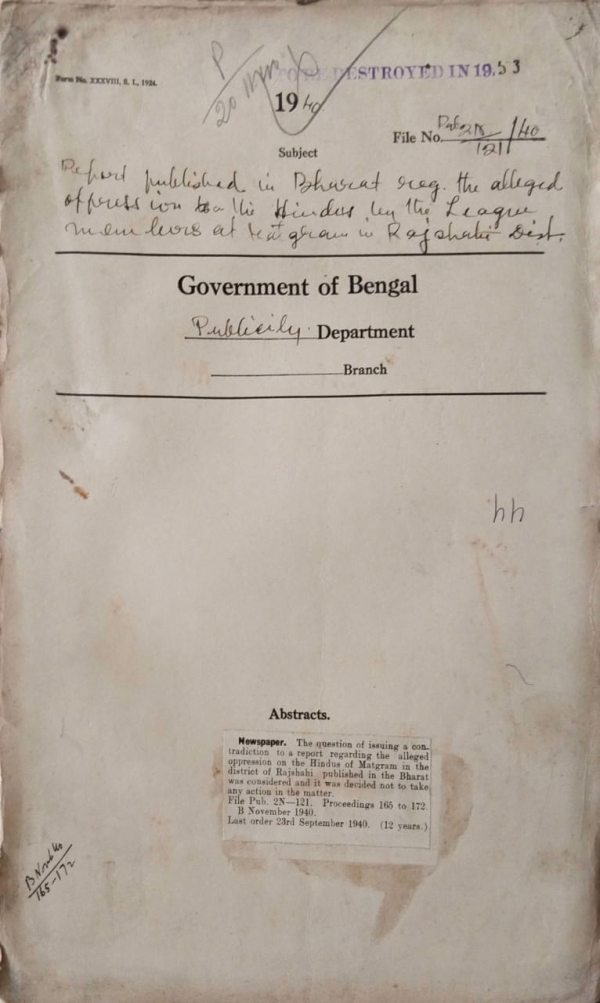 Form No. XXXVIII, S. I., 1926.
TO BE DESTROYED IN 1953
P
20 
1940
File No. Pub 2N/121/40
Subject
Report published in Bharat reg. the alleged
oppression on the Hindus by the League
members at Matgram in Rajshahi Dist.
Government of Bengal
Publicity Department
Branch
44
Abstracts.
Newspaper. The question of issuing a con-
tradiction to a report regarding the alleged
oppression on the Hindus of Matgram in the
district of Rajshahi published in the Bharat
was considered and it was decided not to take
any action in the matter.
File Pub. 2N—121. Proceedings 165 to 172.
B November 1940.
Last order 23rd September 1940. (12 years.)
165-172